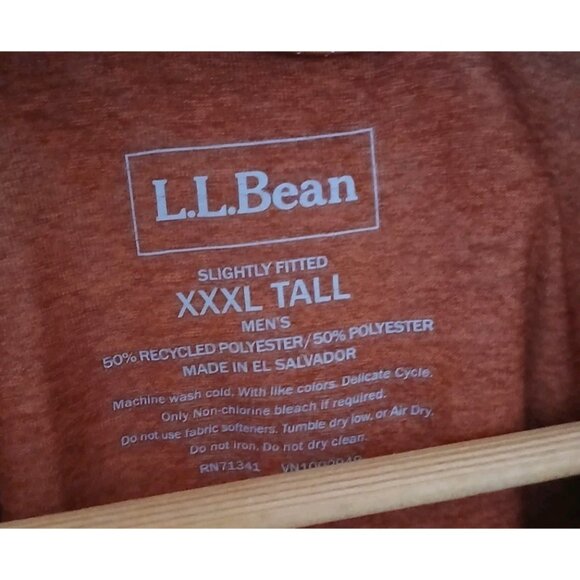 L.L.Bean
SLIGHTLY FITTED
XXXL TALL
MEN'S
50% RECYCLED POLYESTER/50% POLYESTER
MADE IN EL SALVADOR
Machine wash cold. With like colors. Delicate Cycle.
Only Non-chlorine bleach if required.
Do not use fabric softeners. Tumble dry low. or Air Dry.
Do not iron. Do not dry clean.
RN71341